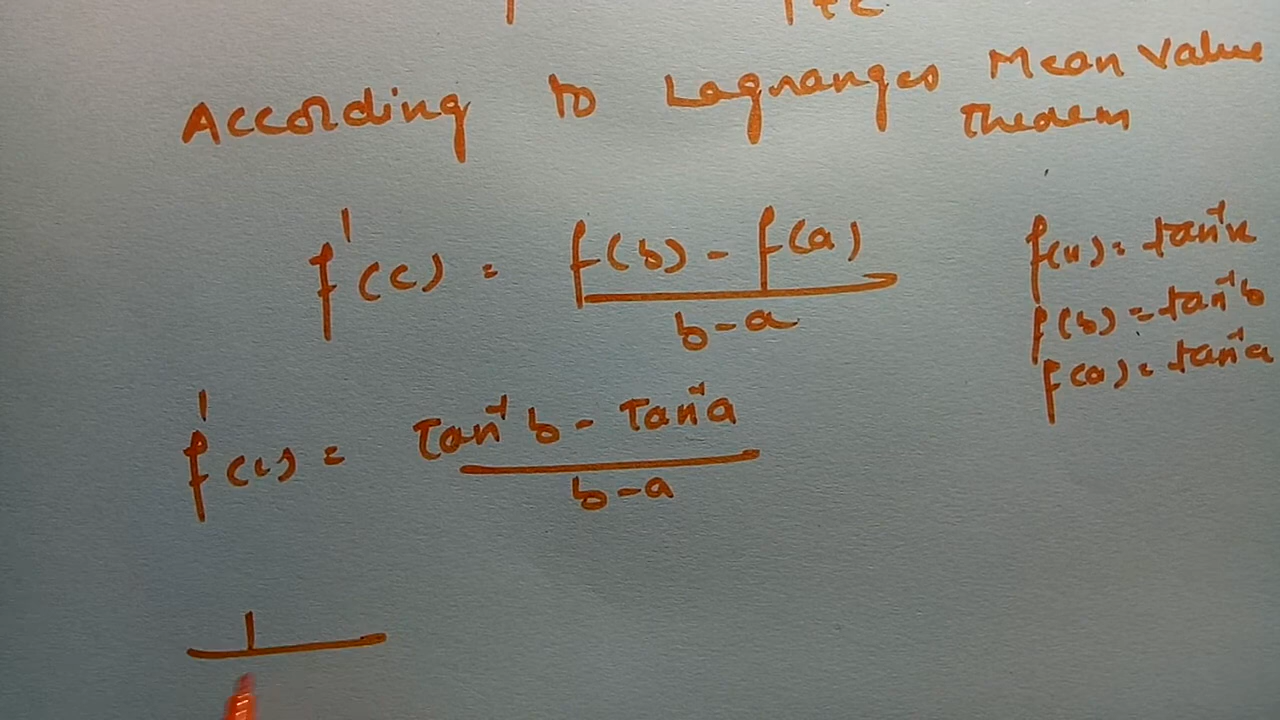 According to Lagranges Mean Value
Theorem
f'(c) = f(b) - f(a)
b-a
f(x) = tan⁻¹x
f(b) = tan⁻¹b
f(a) = tan⁻¹a
f'(c) = Tan⁻¹b - Tan⁻¹a
b-a
1